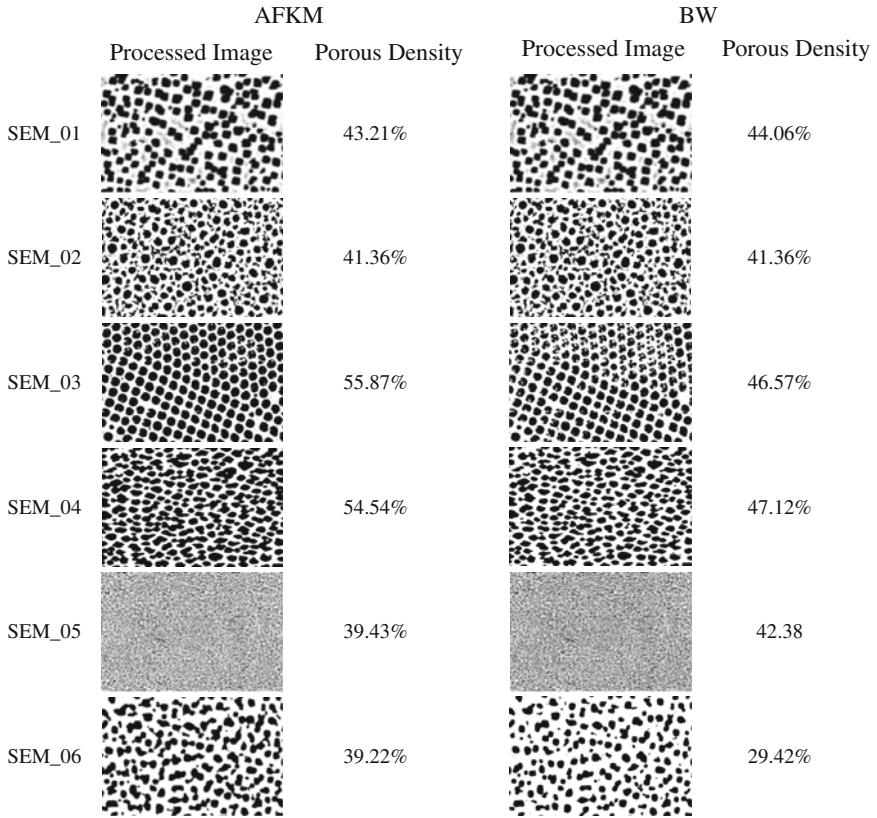 AFKM BW
Processed Image Porous Density Processed Image Porous Density
SEM_01 43.21% 44.06%
SEM_02 41.36% 41.36%
SEM_03 55.87% 46.57%
SEM_04 54.54% 47.12%
SEM_05 39.43% 42.38
SEM_06 39.22% 29.42%